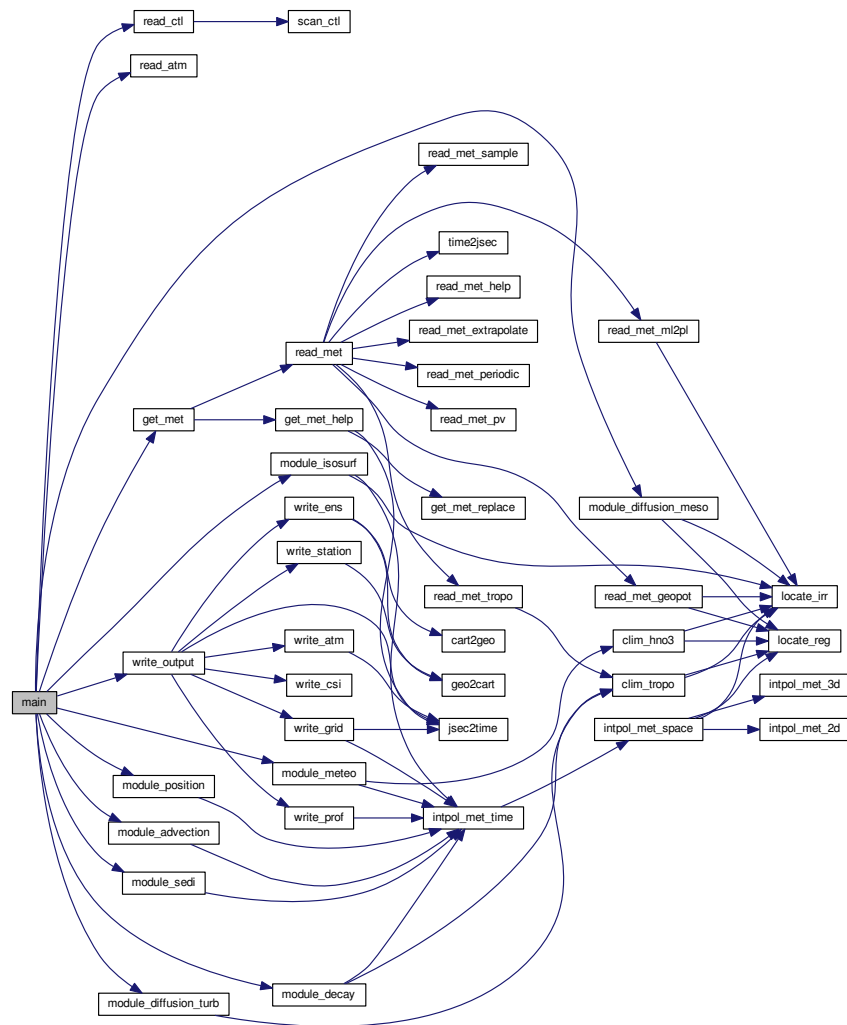 read_ctl
scan_ctl
read_atm
read_met_sample
time2jsec
read_met_help
read_met_extrapolate
read_met_ml2pl
read_met
read_met_periodic
get_met
get_met_help
read_met_pv
module_isosurf
write_ens
get_met_replace
module_diffusion_meso
write_station
read_met_tropo
read_met_geopot
locate_irr
write_output
write_atm
cart2geo
clim_hno3
locate_reg
main
write_csi
geo2cart
clim_tropo
intpol_met_3d
write_grid
jsec2time
intpol_met_space
intpol_met_2d
module_position
module_meteo
module_advection
write_prof
intpol_met_time
module_sedi
module_diffusion_turb
module_decay